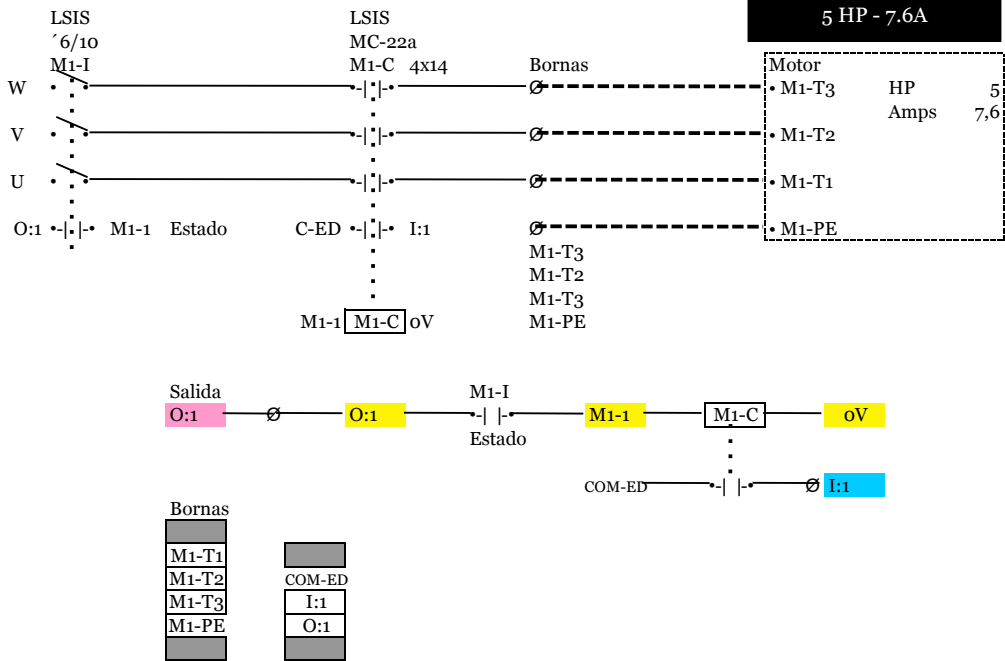 5 HP - 7.6A
LSIS
´6/10
M1-I
LSIS
MC-22a
M1-C 4x14
Bornas
Motor
W
M1-T3 HP 5
Amps 7,6
V
M1-T2
U
M1-T1
O:1 M1-1 Estado C-ED I:1
M1-PE
M1-T3
M1-T2
M1-T3
M1-PE
M1-1 M1-C 0V
Salida
M1-I
O:1 O:1 M1-1 M1-C 0V
Estado
COM-ED I:1
Bornas
M1-T1
M1-T2 COM-ED
M1-T3 I:1
M1-PE O:1